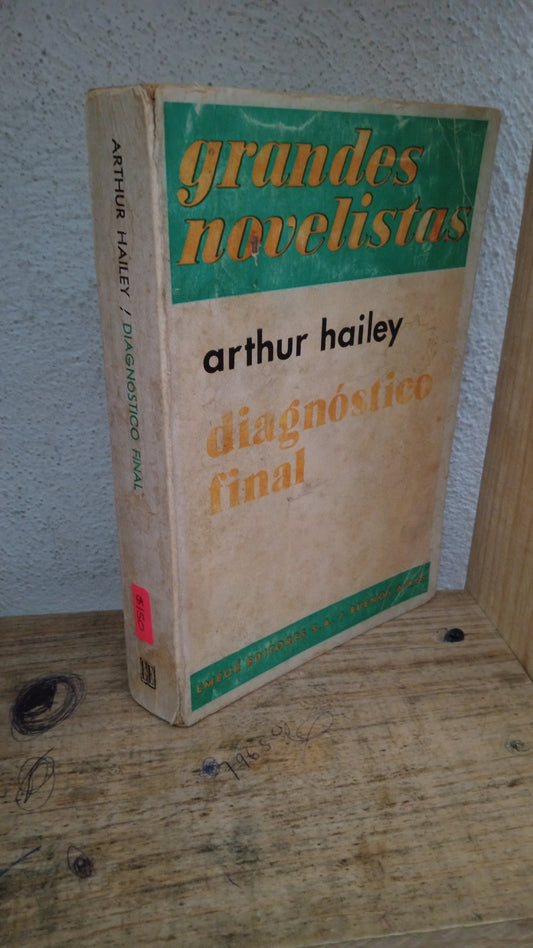 grandes
novelistas
arthur hailey
diagnóstico
final
EMECÉ EDITORES S.A. / BUENOS AIRES
ARTHUR HAILEY / DIAGNÓSTICO FINAL